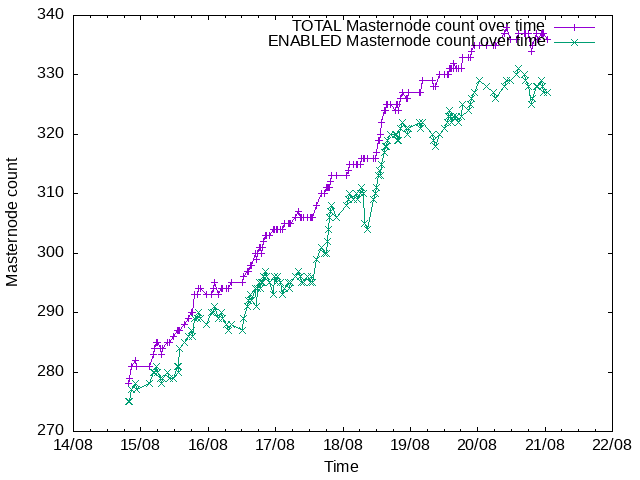 340
330
320
310
300
290
280
270
Masternode count
TOTAL Masternode count over time
ENABLED Masternode count over time
14/08 15/08 16/08 17/08 18/08 19/08 20/08 21/08 22/08
Time